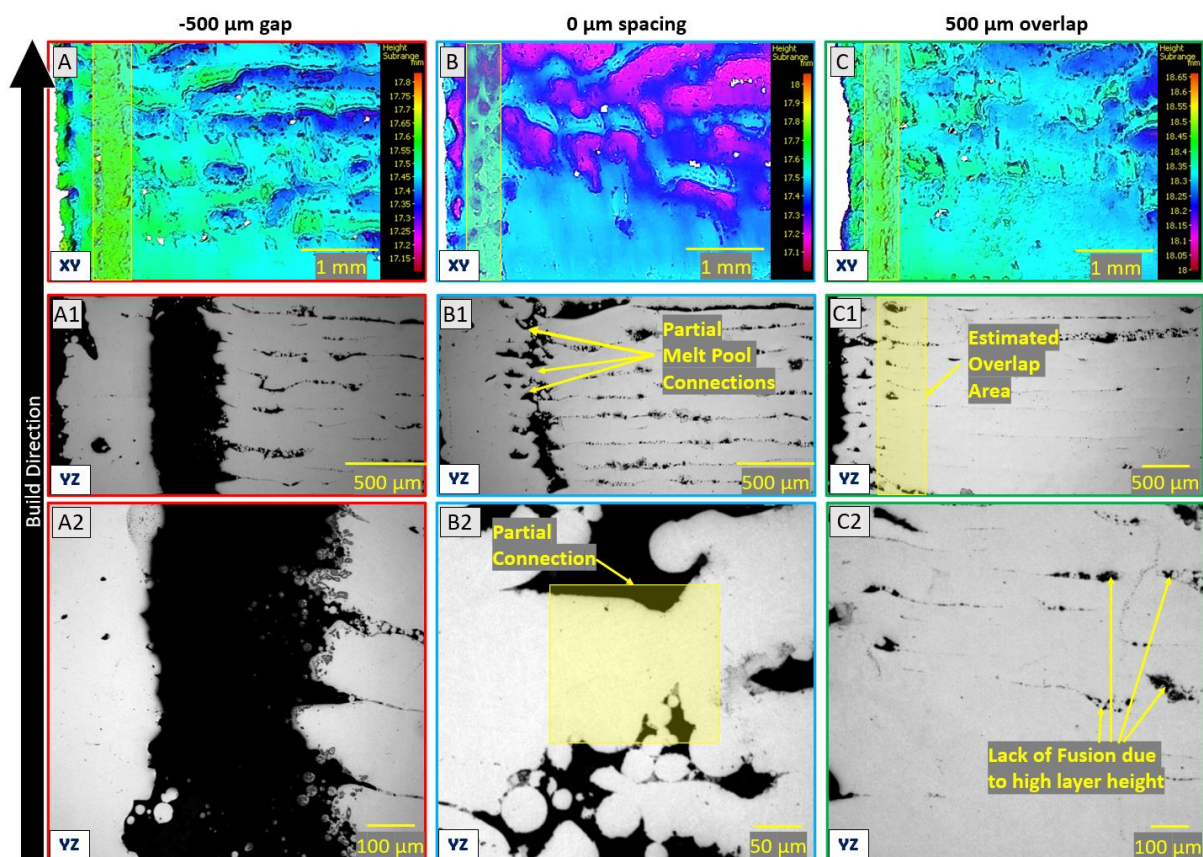 -500 µm gap
0 µm spacing
500 µm overlap
Build Direction
A
Height
Subrange
mm
17.8
17.75
17.7
17.65
17.6
17.55
17.5
17.45
17.4
17.35
17.3
17.25
17.2
17.15
1 mm
XY
B
Height
Subrange
mm
18
17.9
17.8
17.7
17.6
17.5
17.4
17.3
17.2
17.1
1 mm
XY
C
Height
Subrange
mm
18.65
18.6
18.55
18.5
18.45
18.4
18.35
18.3
18.25
18.2
18.15
18.1
18.05
18
1 mm
XY
A1
500 µm
YZ
B1
Partial
Melt Pool
Connections
500 µm
YZ
C1
Estimated
Overlap
Area
500 µm
YZ
A2
100 µm
YZ
B2
Partial
Connection
50 µm
YZ
C2
Lack of Fusion due
to high layer height
100 µm
YZ